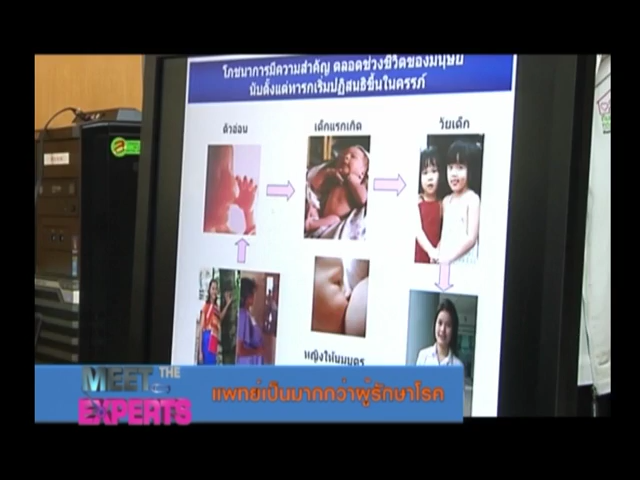 โภชนาการมีความสำคัญ ตลอดช่วงชีวิตของมนุษย์
นับตั้งแต่ทารกเริ่มปฏิสนธิขึ้นในครรภ์
ตัวอ่อน
เด็กแรกเกิด
วัยเด็ก
หญิงให้นมบุตร
MEET THE
EXPERTS
แพทย์เป็นมากกว่าผู้รักษาโรค